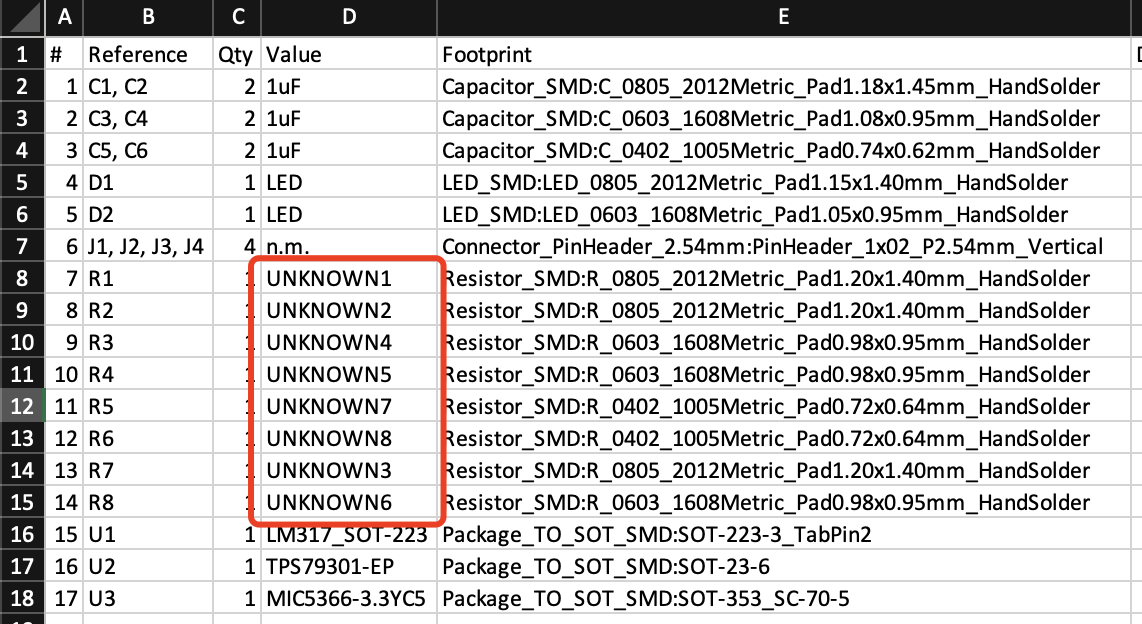 A B C D E
1 # Reference Qty Value Footprint
2 1 C1, C2 2 1uF Capacitor_SMD:C_0805_2012Metric_Pad1.18x1.45mm_HandSolder
3 2 C3, C4 2 1uF Capacitor_SMD:C_0603_1608Metric_Pad1.08x0.95mm_HandSolder
4 3 C5, C6 2 1uF Capacitor_SMD:C_0402_1005Metric_Pad0.74x0.62mm_HandSolder
5 4 D1 1 LED LED_SMD:LED_0805_2012Metric_Pad1.15x1.40mm_HandSolder
6 5 D2 1 LED LED_SMD:LED_0603_1608Metric_Pad1.05x0.95mm_HandSolder
7 6 J1, J2, J3, J4 4 n.m. Connector_PinHeader_2.54mm:PinHeader_1x02_P2.54mm_Vertical
8 7 R1 1 UNKNOWN1 Resistor_SMD:R_0805_2012Metric_Pad1.20x1.40mm_HandSolder
9 8 R2 1 UNKNOWN2 Resistor_SMD:R_0805_2012Metric_Pad1.20x1.40mm_HandSolder
10 9 R3 1 UNKNOWN4 Resistor_SMD:R_0603_1608Metric_Pad0.98x0.95mm_HandSolder
11 10 R4 1 UNKNOWN5 Resistor_SMD:R_0603_1608Metric_Pad0.98x0.95mm_HandSolder
12 11 R5 1 UNKNOWN7 Resistor_SMD:R_0402_1005Metric_Pad0.72x0.64mm_HandSolder
13 12 R6 1 UNKNOWN8 Resistor_SMD:R_0402_1005Metric_Pad0.72x0.64mm_HandSolder
14 13 R7 1 UNKNOWN3 Resistor_SMD:R_0805_2012Metric_Pad1.20x1.40mm_HandSolder
15 14 R8 1 UNKNOWN6 Resistor_SMD:R_0603_1608Metric_Pad0.98x0.95mm_HandSolder
16 15 U1 1 LM317_SOT-223 Package_TO_SOT_SMD:SOT-223-3_TabPin2
17 16 U2 1 TPS79301-EP Package_TO_SOT_SMD:SOT-23-6
18 17 U3 1 MIC5366-3.3YC5 Package_TO_SOT_SMD:SOT-353_SC-70-5